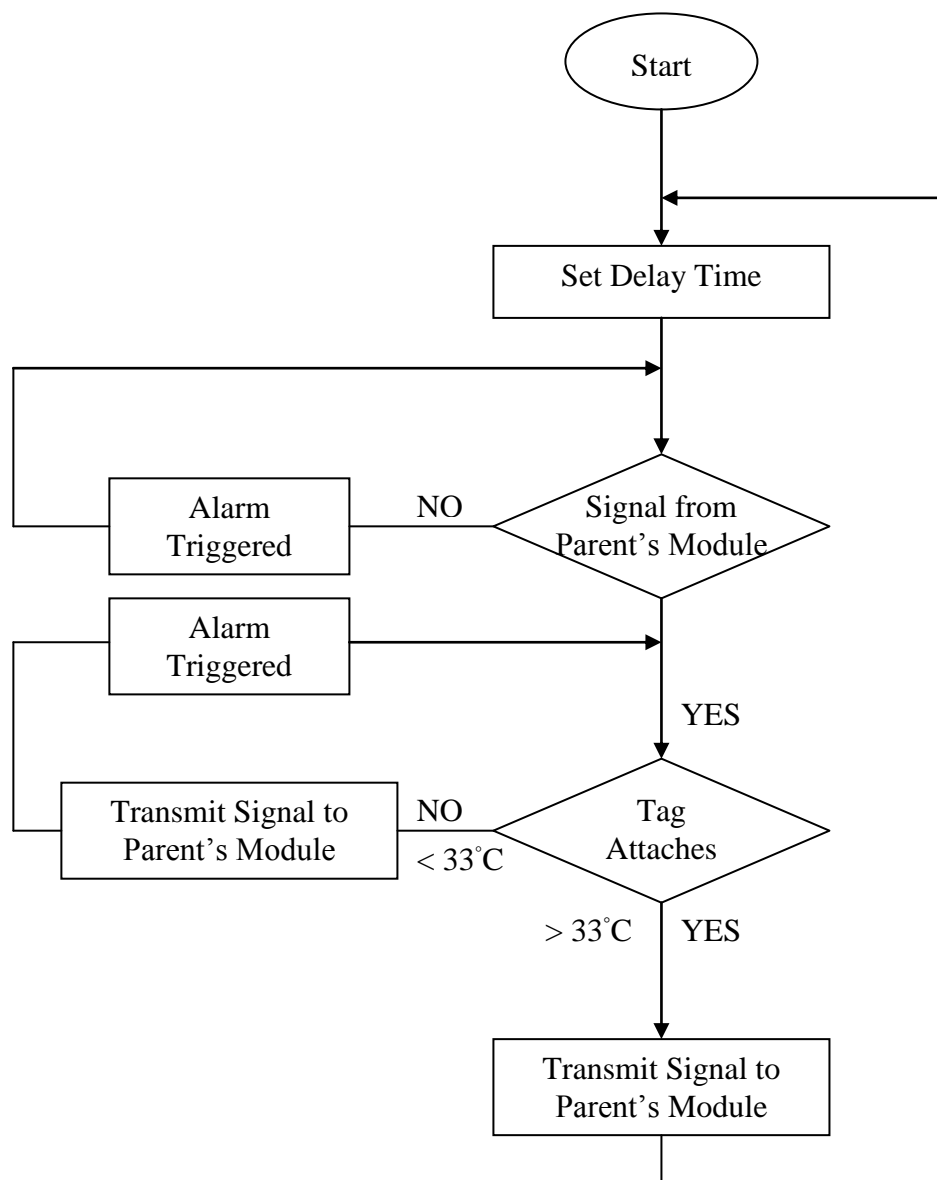 Start
Set Delay Time
Signal from
Parent’s Module
NO
Alarm
Triggered
Alarm
Triggered
YES
Tag
Attaches
NO
< 33°C
Transmit Signal to
Parent’s Module
> 33°C
YES
Transmit Signal to
Parent’s Module